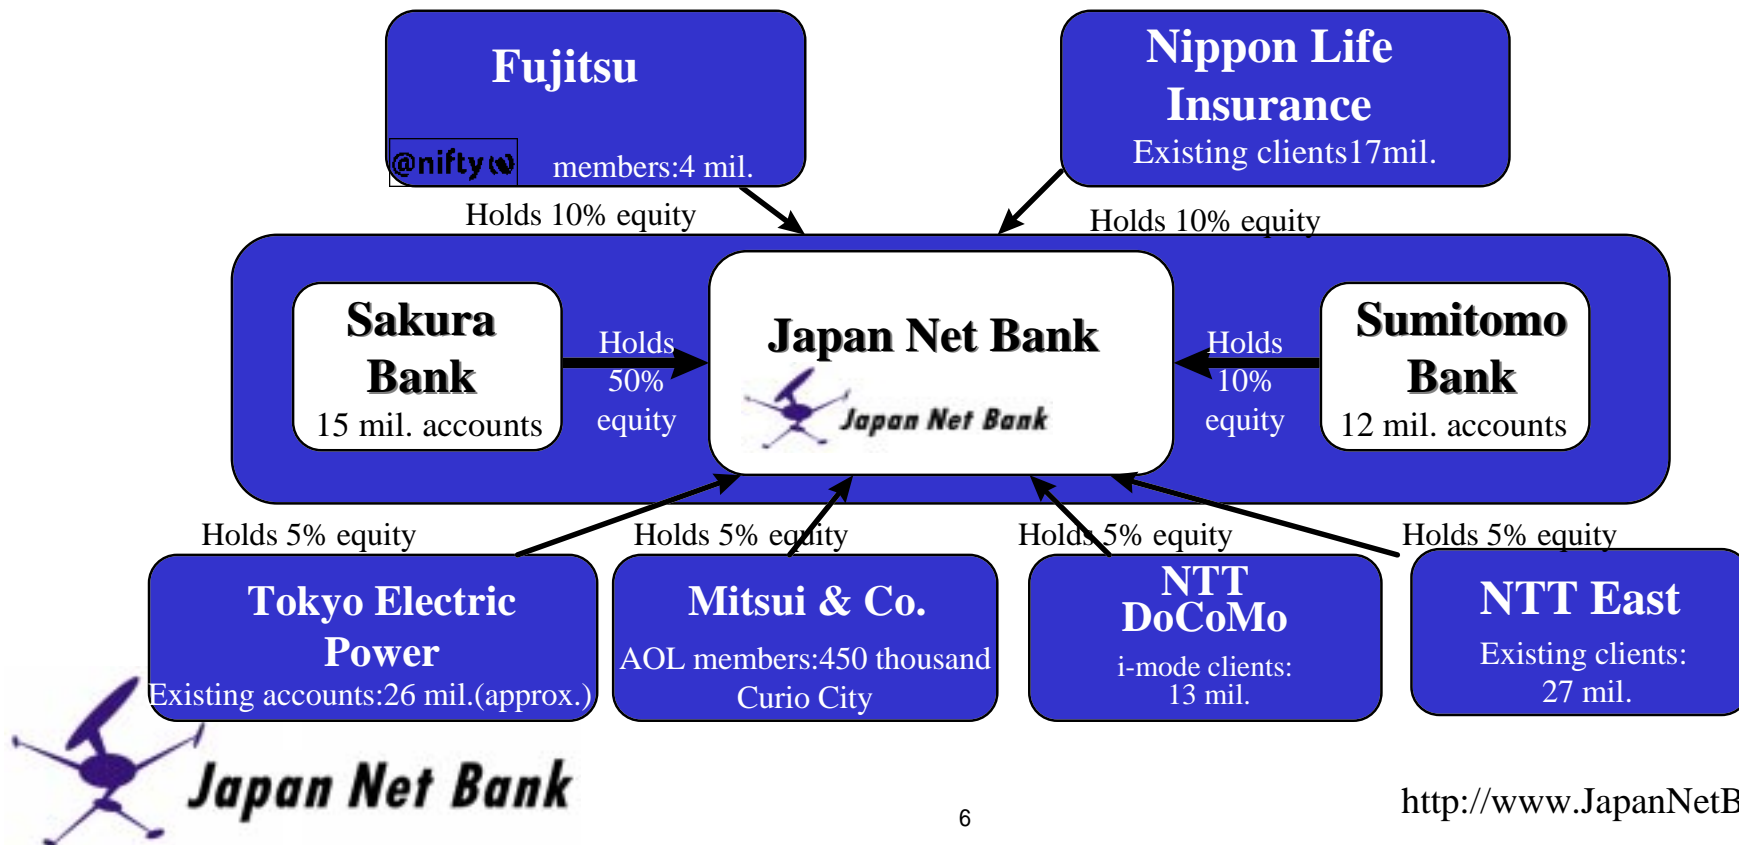 Fujitsu
@nifty
members:4 mil.
Nippon Life
Insurance
Existing clients17mil.
Holds 10% equity
Holds 10% equity
Sakura
Bank
15 mil. accounts
Holds
50%
equity
Japan Net Bank
Japan Net Bank
Holds
10%
equity
Sumitomo
Bank
12 mil. accounts
Holds 5% equity
Holds 5% equity
Holds 5% equity
Holds 5% equity
Tokyo Electric
Power
Existing accounts:26 mil.(approx.)
Mitsui & Co.
AOL members:450 thousand
Curio City
NTT
DoCoMo
i-mode clients:
13 mil.
NTT East
Existing clients:
27 mil.
Japan Net Bank
6
http://www.JapanNetB